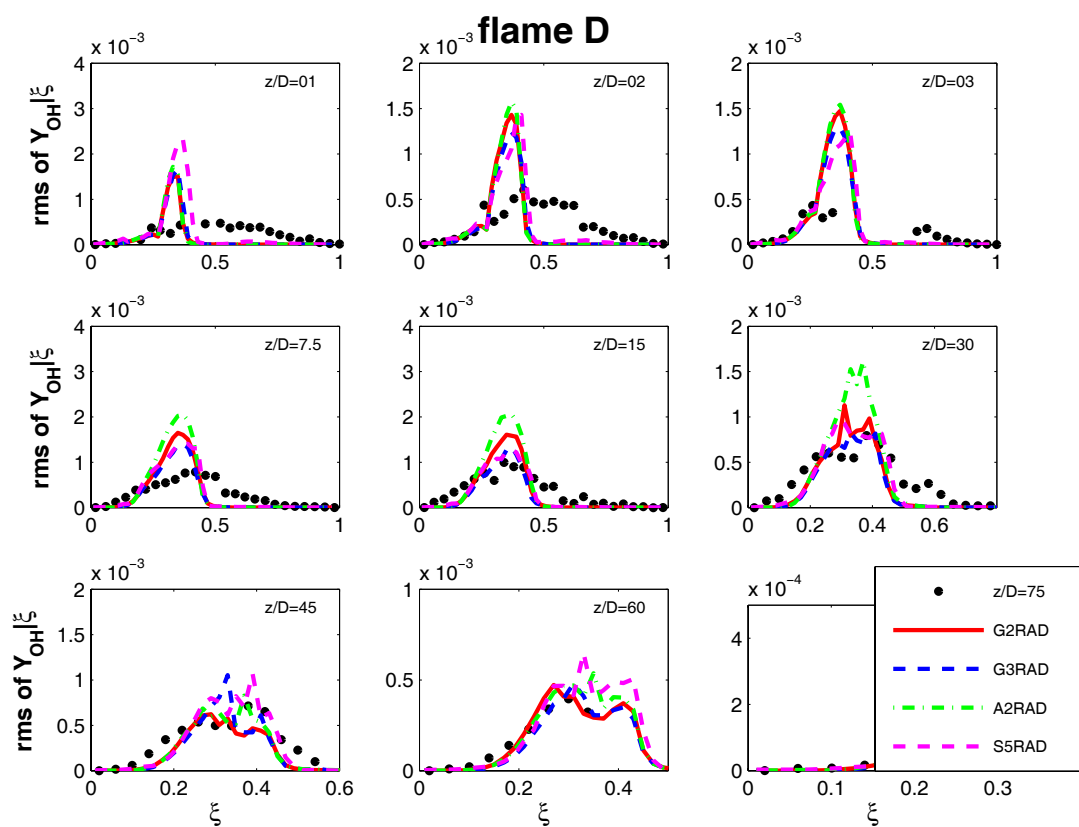 flame D
x 10⁻³
x 10⁻³
x 10⁻³
rms of Y_OH|ξ
4
3
2
1
0
z/D=01
0 0.5 1
2
1.5
1
0.5
0
z/D=02
0 0.5 1
2
1.5
1
0.5
0
z/D=03
0 0.5 1
x 10⁻³
x 10⁻³
x 10⁻3
rms of Y_OH|ξ
4
3
2
1
0
z/D=7.5
0 0.5 1
4
3
2
1
0
z/D=15
0 0.5 1
2
1.5
1
0.5
0
z/D=30
0 0.2 0.4 0.6
x 10⁻³
x 10⁻³
x 10⁻⁴
rms of Y_OH|ξ
2
1.5
1
0.5
0
z/D=45
0 0.2 0.4 0.6
ξ
1
0.5
0
z/D=60
0 0.2 0.4
ξ
4
2
0
0 0.1 0.2 0.3
ξ
z/D=75
G2RAD
G3RAD
A2RAD
S5RAD